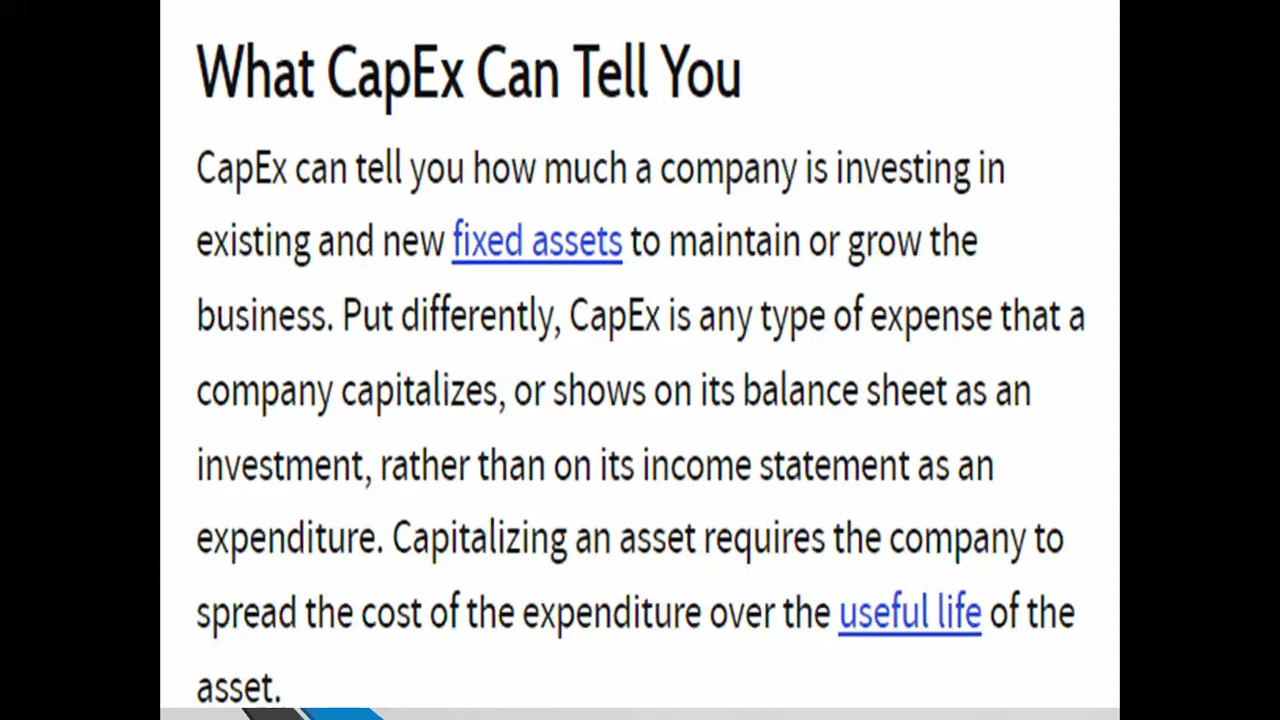 What CapEx Can Tell You
CapEx can tell you how much a company is investing in
existing and new fixed assets to maintain or grow the
business. Put differently, CapEx is any type of expense that a
company capitalizes, or shows on its balance sheet as an
investment, rather than on its income statement as an
expenditure. Capitalizing an asset requires the company to
spread the cost of the expenditure over the useful life of the
asset.